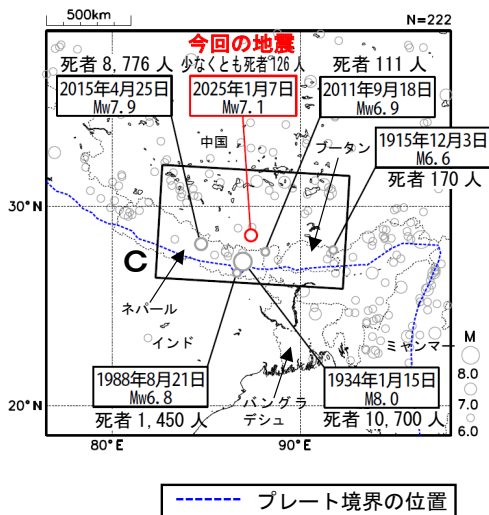 500km
N=222
今回の地震
死者 8,776 人
少なくとも死者126人
死者 111 人
2015年4月25日
Mw7.9
2025年1月7日
Mw7.1
2011年9月18日
Mw6.9
1915年12月3日
M6.6
死者 170 人
中国
ブータン
30°N
C
ネパール
インド
ミャンマー
M
8.0
7.0
6.0
1988年8月21日
Mw6.8
死者 1,450 人
バングラ
デシュ
1934年1月15日
M8.0
死者 10,700 人
20°N
80°E
90°E
プレート境界の位置